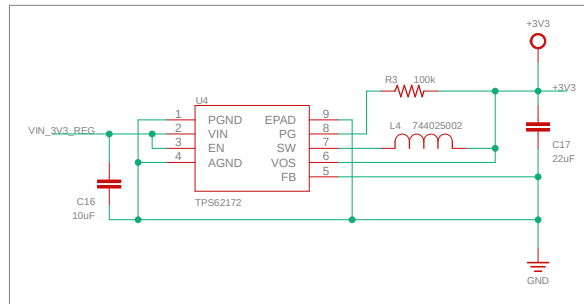 +3V3
R3 100k
+3V3
U4
1 PGND EPAD 9
VIN_3V3_REG 2 VIN PG 8
3 EN SW 7
L4 744025002
4 AGND VOS 6
FB 5
C17
22uF
C16
10uF
TPS62172
GND